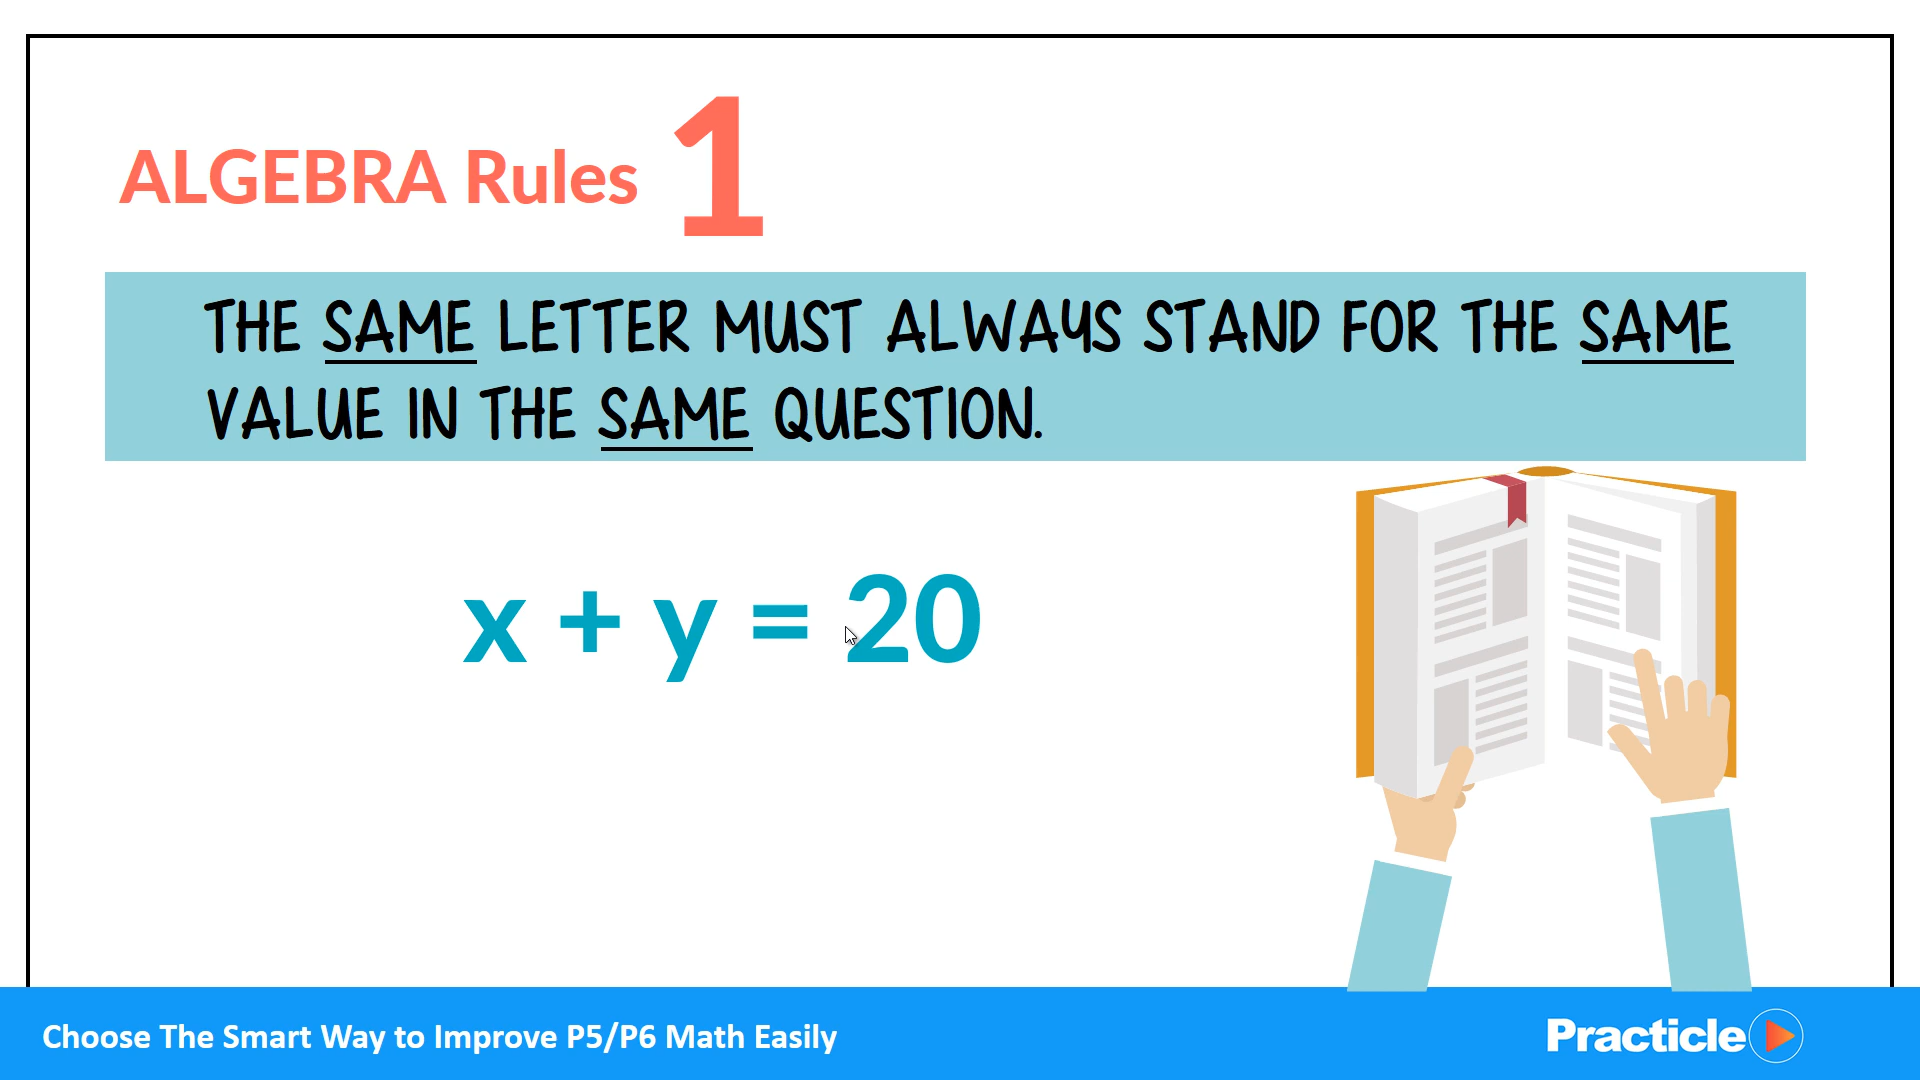 ALGEBRA Rules 1
THE SAME LETTER MUST ALWAYS STAND FOR THE SAME
VALUE IN THE SAME QUESTION.
x + y = 20
Choose The Smart Way to Improve P5/P6 Math Easily
Practicle